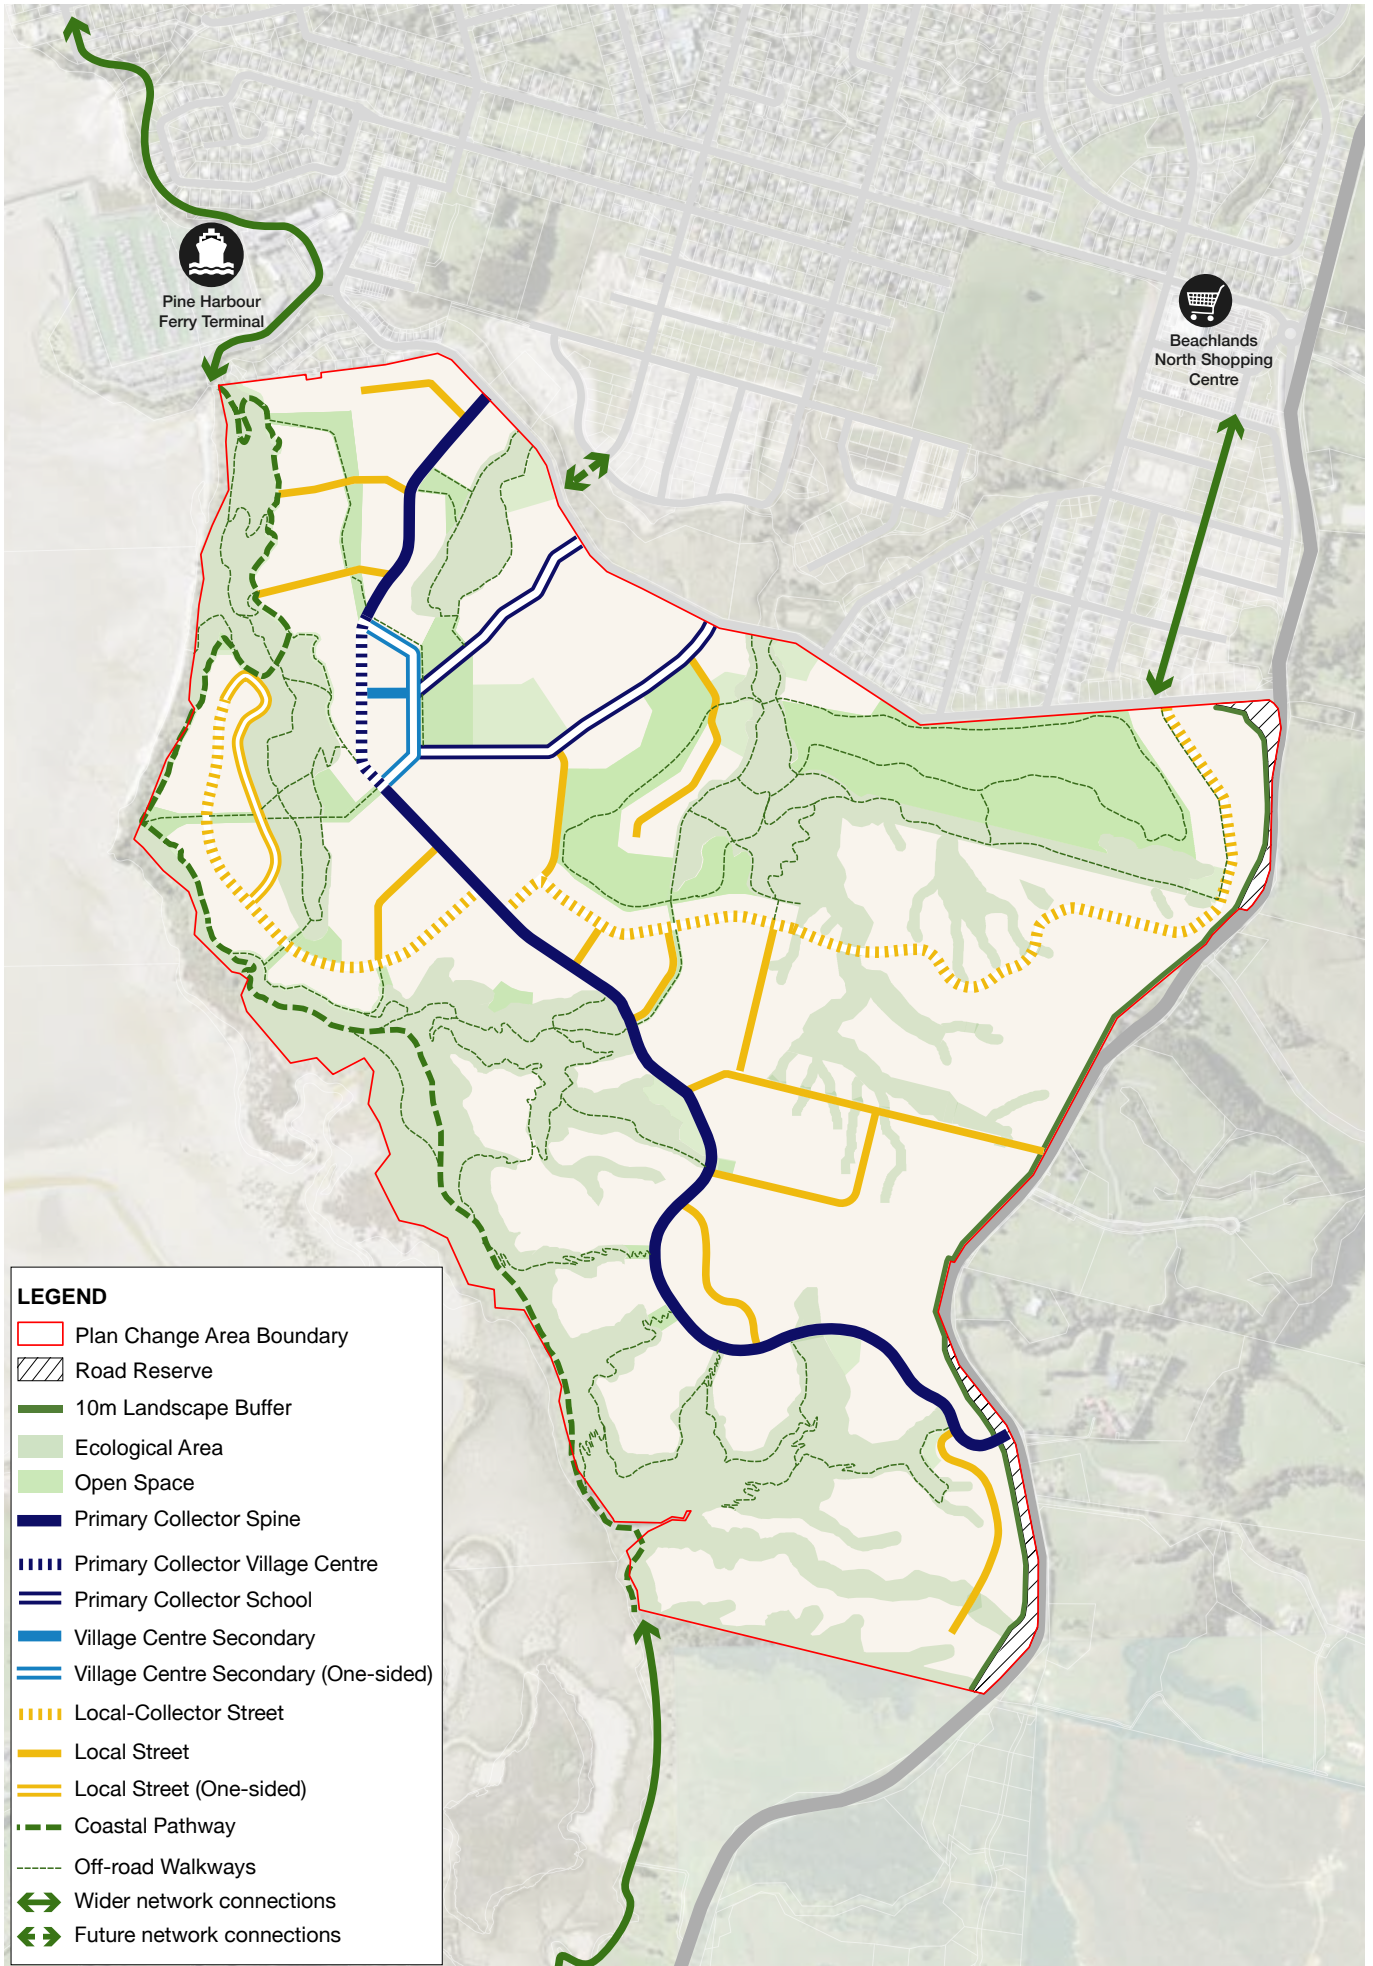 Pine Harbour
Ferry Terminal
Beachlands
North Shopping
Centre
LEGEND
Plan Change Area Boundary
Road Reserve
10m Landscape Buffer
Ecological Area
Open Space
Primary Collector Spine
Primary Collector Village Centre
Primary Collector School
Village Centre Secondary
Village Centre Secondary (One-sided)
Local-Collector Street
Local Street
Local Street (One-sided)
Coastal Pathway
Off-road Walkways
Wider network connections
Future network connections